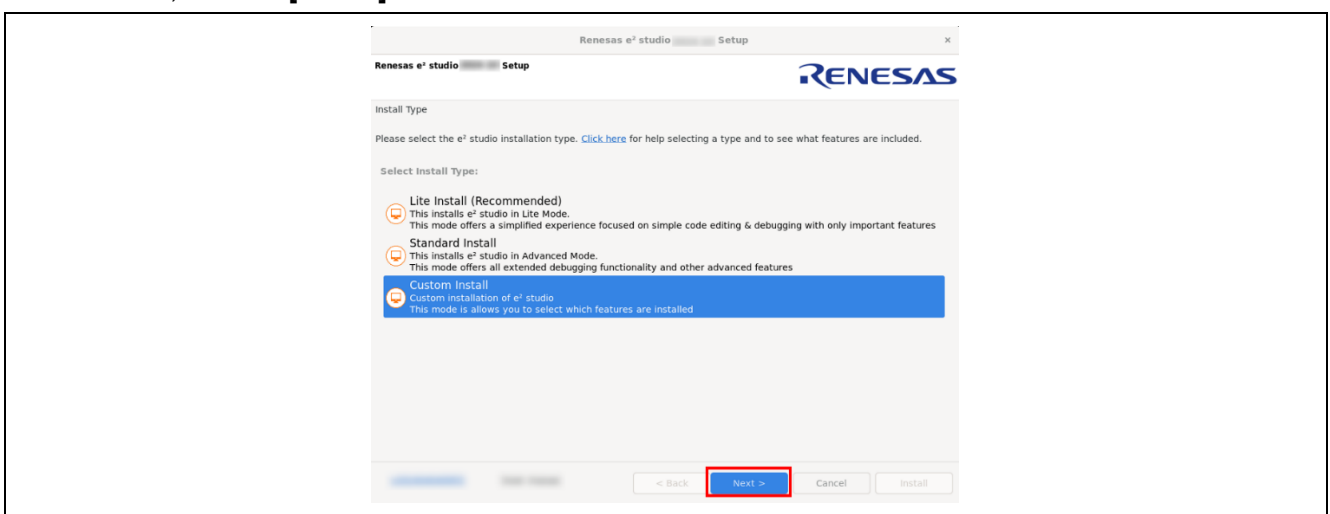 Renesas e² studio Setup ×
Renesas e² studio Setup
RENESAS
Install Type
Please select the e² studio installation type. Click here for help selecting a type and to see what features are included.
Select Install Type:
Lite Install (Recommended)
This installs e² studio in Lite Mode.
This mode offers a simplified experience focused on simple code editing & debugging with only important features
Standard Install
This installs e² studio in Advanced Mode.
This mode offers all extended debugging functionality and other advanced features
Custom Install
Custom installation of e² studio
This mode is allows you to select which features are installed
< Back Next > Cancel Install